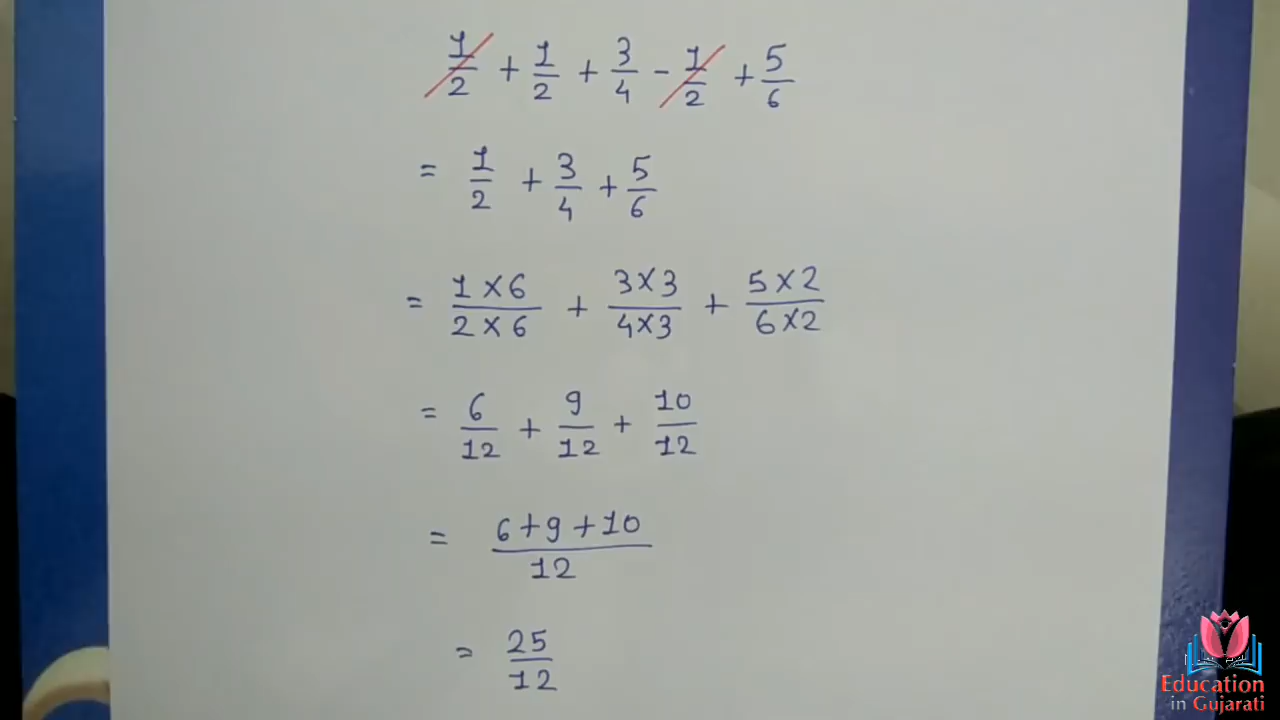 1/2 + 1/2 + 3/4 - 1/2 + 5/6
= 1/2 + 3/4 + 5/6
= 1×6/2×6 + 3×3/4×3 + 5×2/6×2
= 6/12 + 9/12 + 10/12
= 6+9+10/12
= 25/12
Education
in Gujarati